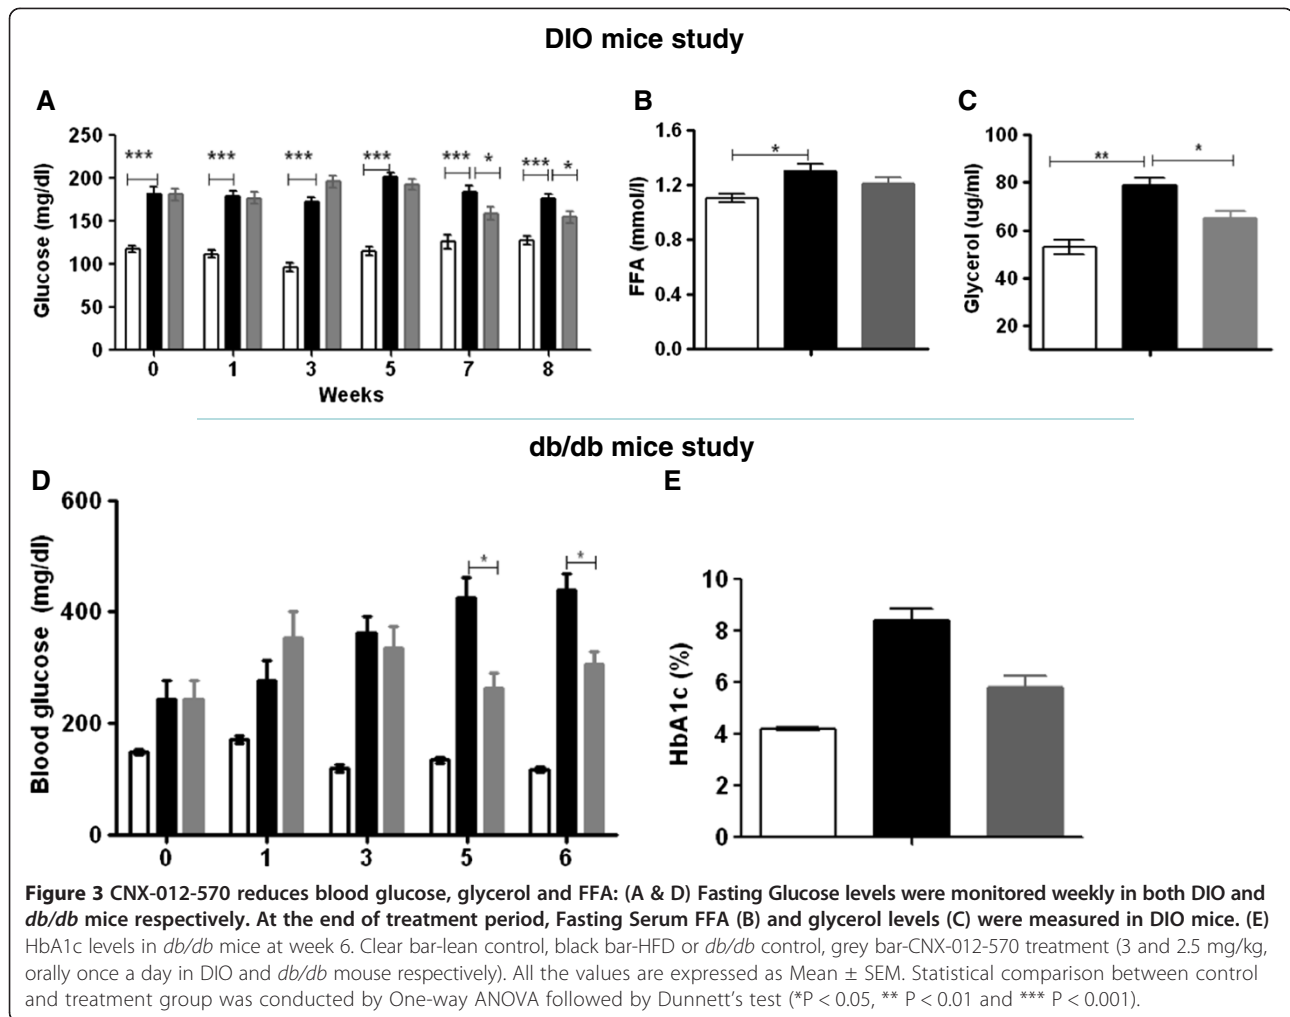 DIO mice study
A
B
C
250
200
150
100
50
0
Glucose (mg/dl)
***
***
***
***
***
*
***
*
0 1 3 5 7 8
Weeks
1.6
1.2
0.8
0.4
0.0
FFA (mmol/l)
*
100
80
60
40
20
Glycerol (ug/ml)
**
*
db/db mice study
D
E
600
400
200
0
Blood glucose (mg/dl)
*
*
0 1 3 5 6
10
8
6
4
2
0
HbA1c (%)
Figure 3 CNX-012-570 reduces blood glucose, glycerol and FFA: (A & D) Fasting Glucose levels were monitored weekly in both DIO and
db/db mice respectively. At the end of treatment period, Fasting Serum FFA (B) and glycerol levels (C) were measured in DIO mice. (E)
HbA1c levels in db/db mice at week 6. Clear bar-lean control, black bar-HFD or db/db control, grey bar-CNX-012-570 treatment (3 and 2.5 mg/kg,
orally once a day in DIO and db/db mouse respectively). All the values are expressed as Mean ± SEM. Statistical comparison between control
and treatment group was conducted by One-way ANOVA followed by Dunnett's test (*P < 0.05, ** P < 0.01 and *** P < 0.001).